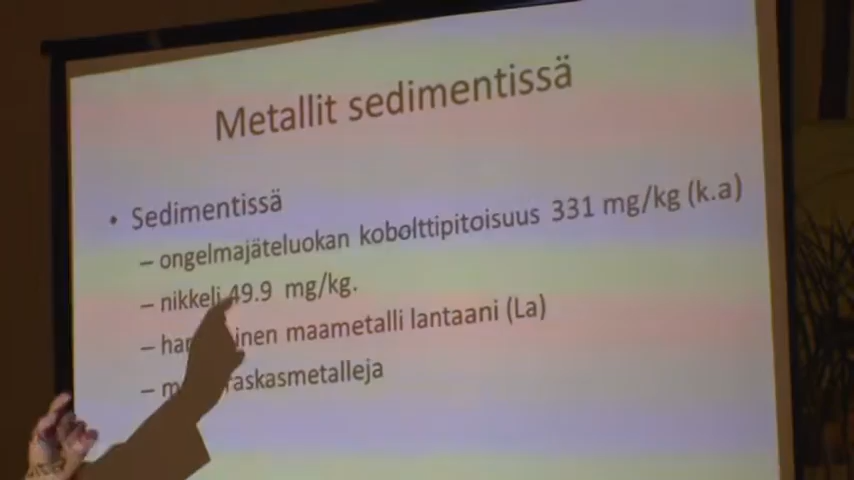 Metallit sedimentissä
• Sedimentissä
– ongelmajäteluokan kobolttipitoisuus 331 mg/kg (k.a)
– nikkeli 49.9 mg/kg.
– maametalli lantaani (La)
– raskasmetalleja